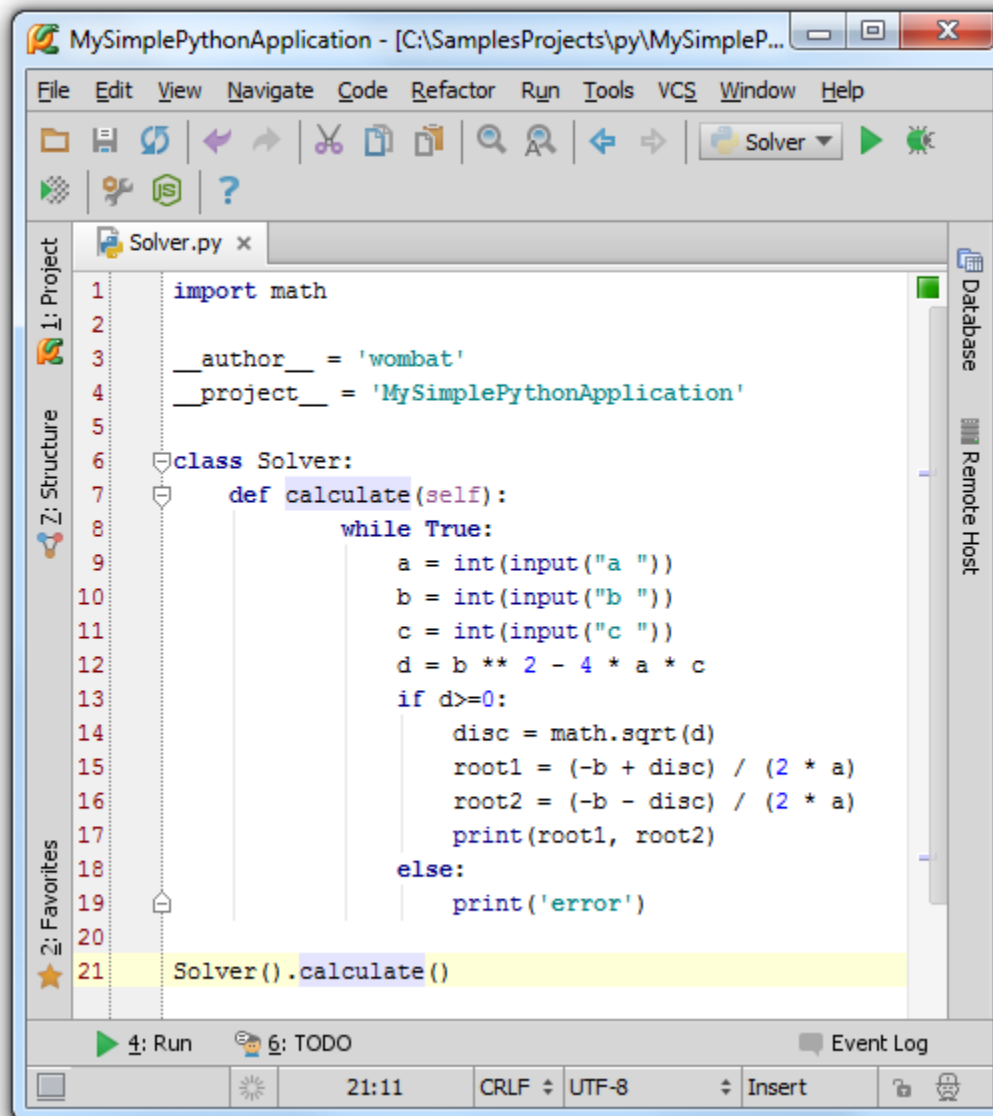 MySimplePythonApplication - [C:\SamplesProjects\py\MySimpleP...
File Edit View Navigate Code Refactor Run Tools VCS Window Help
Solver
JS ?
Solver.py
1: Project
7: Structure
2: Favorites
1 import math
2
3 __author__ = 'wombat'
4 __project__ = 'MySimplePythonApplication'
5
6 class Solver:
7     def calculate(self):
8             while True:
9                 a = int(input("a "))
10                 b = int(input("b "))
11                 c = int(input("c "))
12                 d = b ** 2 - 4 * a * c
13                 if d>=0:
14                     disc = math.sqrt(d)
15                     root1 = (-b + disc) / (2 * a)
16                     root2 = (-b - disc) / (2 * a)
17                     print(root1, root2)
18                 else:
19                     print('error')
20
21 Solver().calculate()
Database
Remote Host
4: Run 6: TODO Event Log
21:11 CRLF UTF-8 Insert